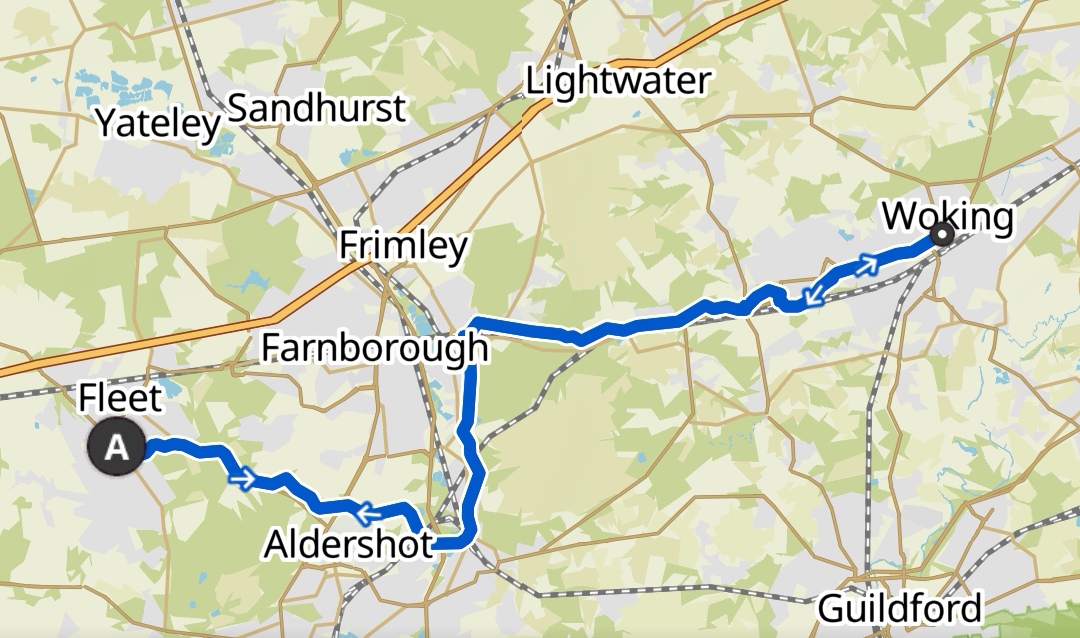 Lightwater
Sandhurst
Yateley
Woking
Frimley
Farnborough
Fleet
A
Aldershot
Guildford